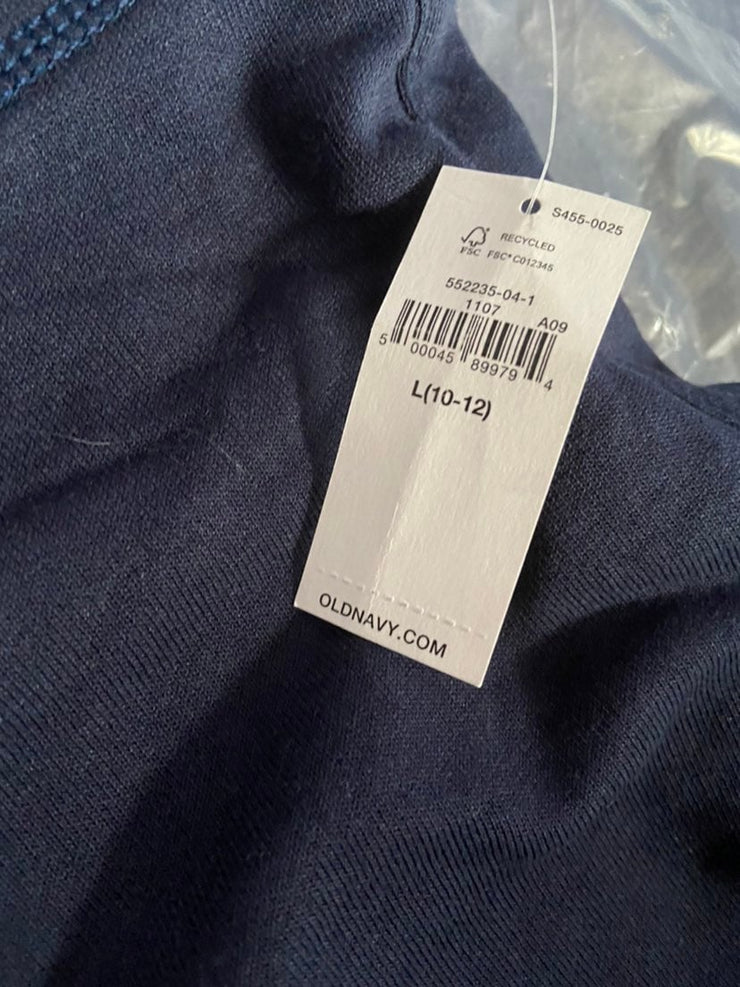 S455-0025
RECYCLED
FSC FSC® C012345
552235-04-1
1107 A09
5 00045 89979 4
L(10-12)
OLDNAVY.COM